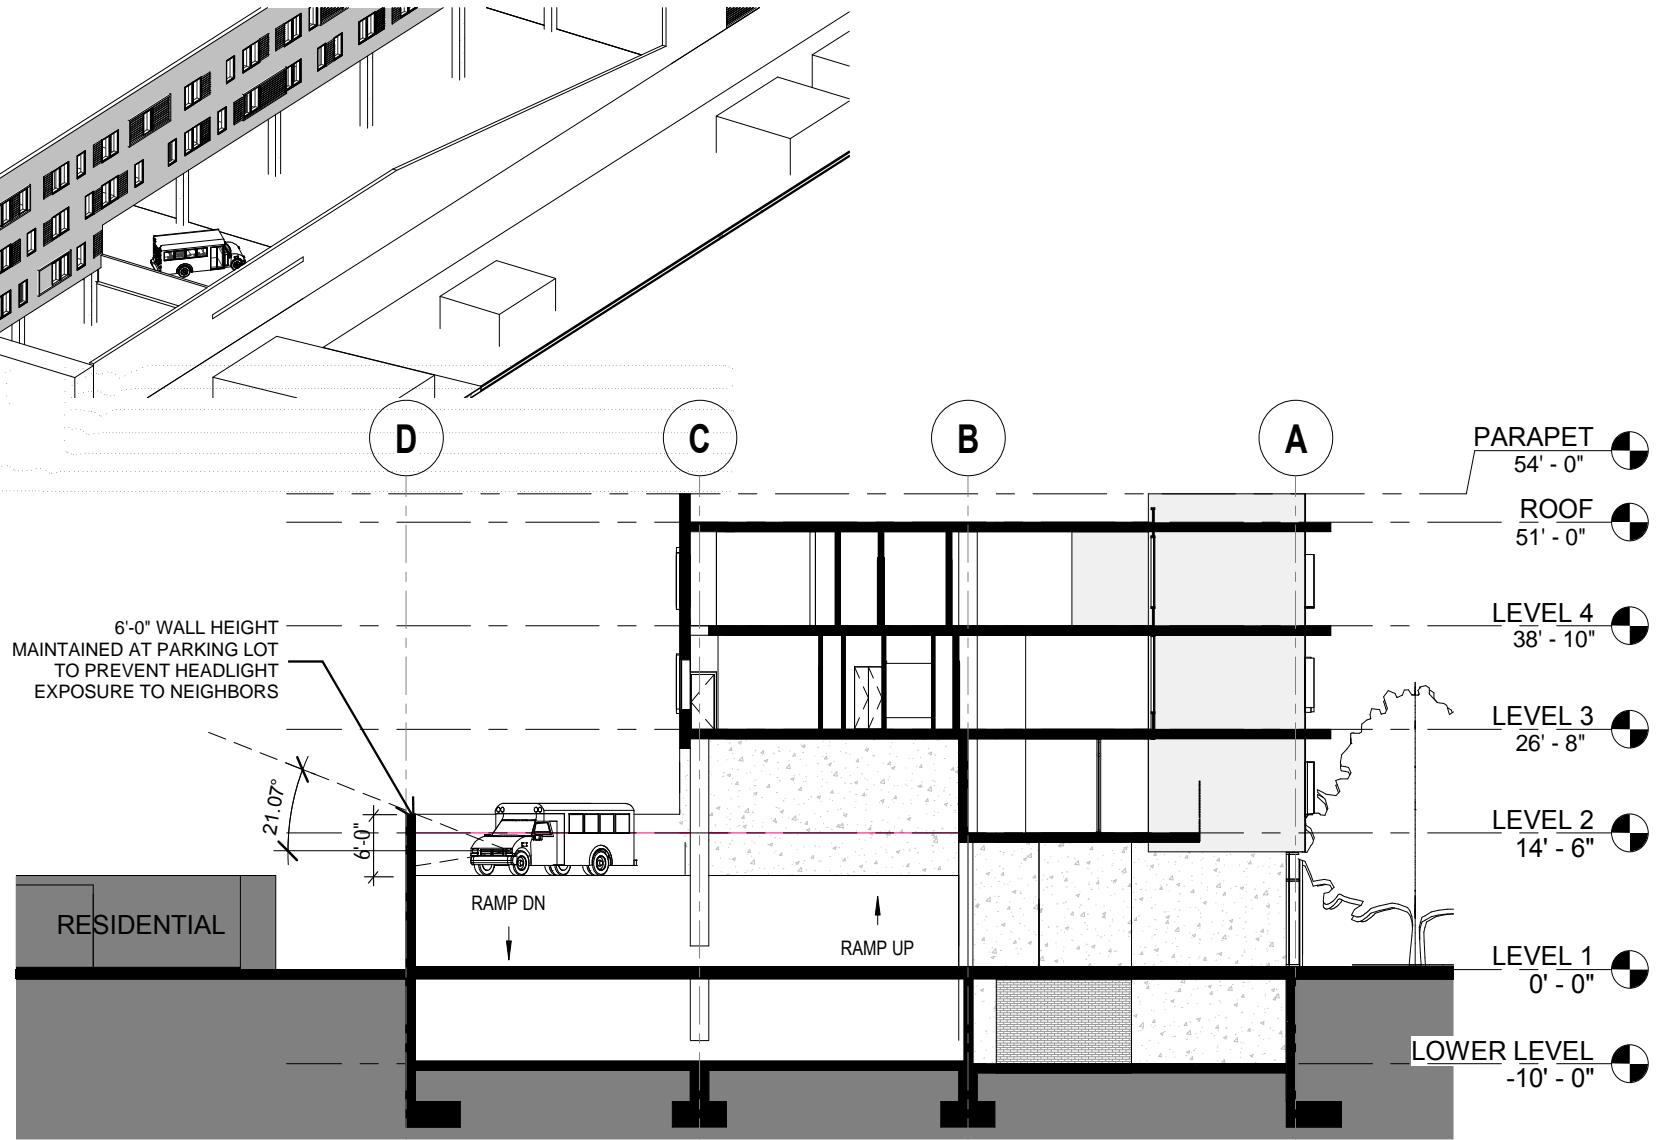 D
C
B
A
PARAPET
54' - 0"
ROOF
51' - 0"
LEVEL 4
38' - 10"
6'-0" WALL HEIGHT
MAINTAINED AT PARKING LOT
TO PREVENT HEADLIGHT
EXPOSURE TO NEIGHBORS
LEVEL 3
26' - 8"
21.07°
6'-0"
LEVEL 2
14' - 6"
RESIDENTIAL
RAMP DN
RAMP UP
LEVEL 1
0' - 0"
LOWER LEVEL
-10' - 0"